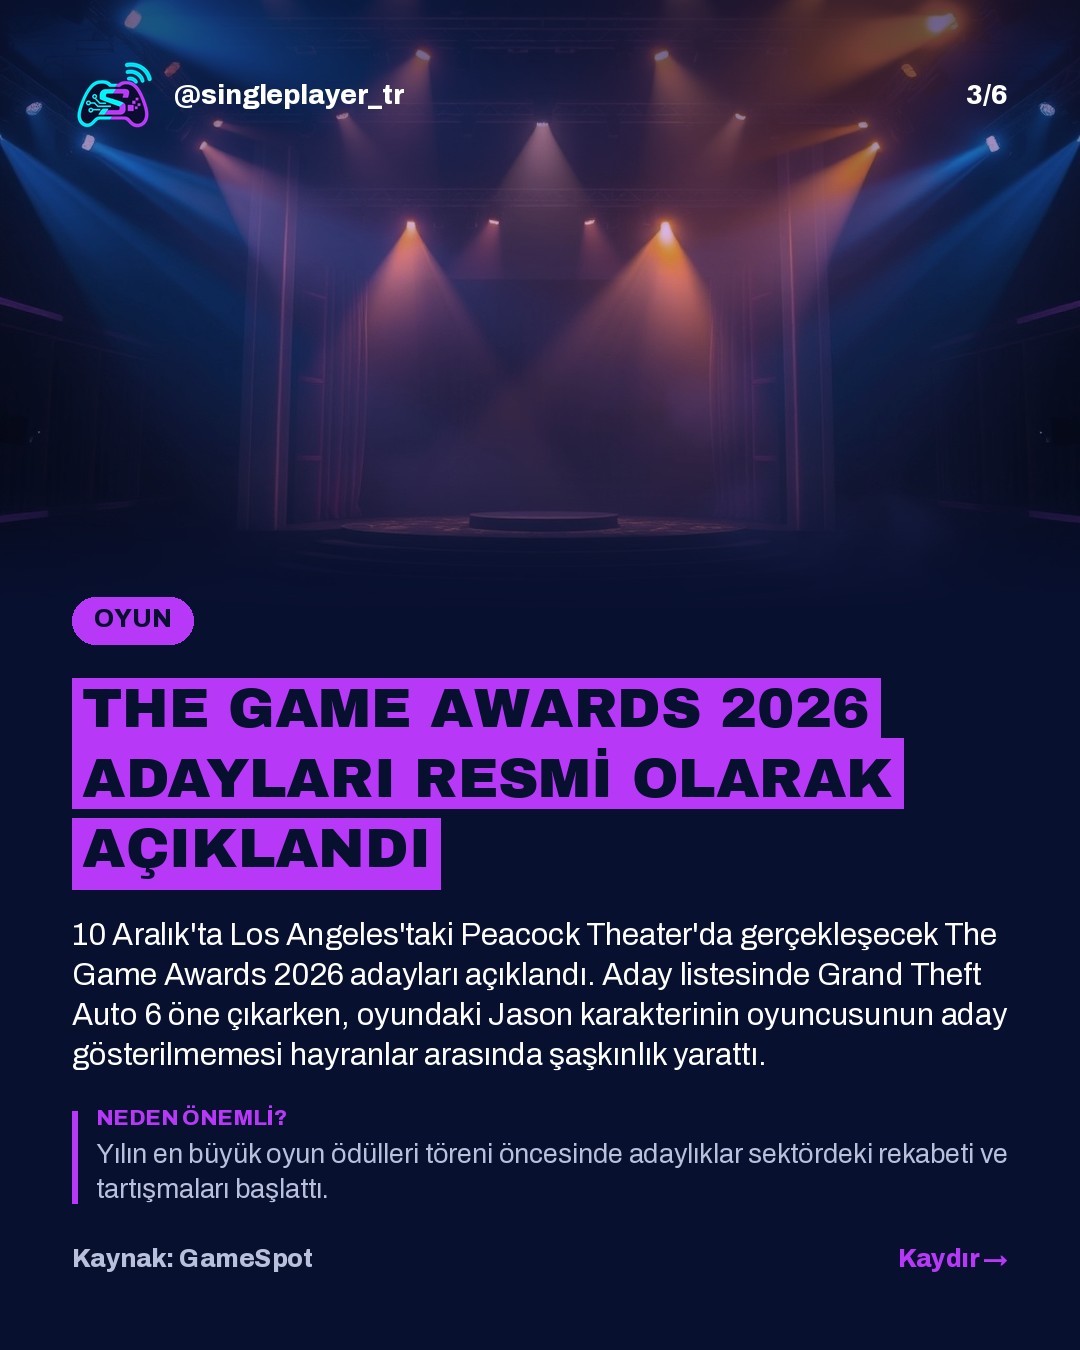 @singleplayer_tr
3/6
OYUN
THE GAME AWARDS 2026
ADAYLARI RESMİ OLARAK
AÇIKLANDI
10 Aralık'ta Los Angeles'taki Peacock Theater'da gerçekleşecek The
Game Awards 2026 adayları açıklandı. Aday listesinde Grand Theft
Auto 6 öne çıkarken, oyundaki Jason karakterinin oyuncusunun aday
gösterilmemesi hayranlar arasında şaşkınlık yarattı.
NEDEN ÖNEMLİ?
Yılın en büyük oyun ödülleri töreni öncesinde adaylıklar sektördeki rekabeti ve
tartışmaları başlattı.
Kaynak: GameSpot
Kaydır→